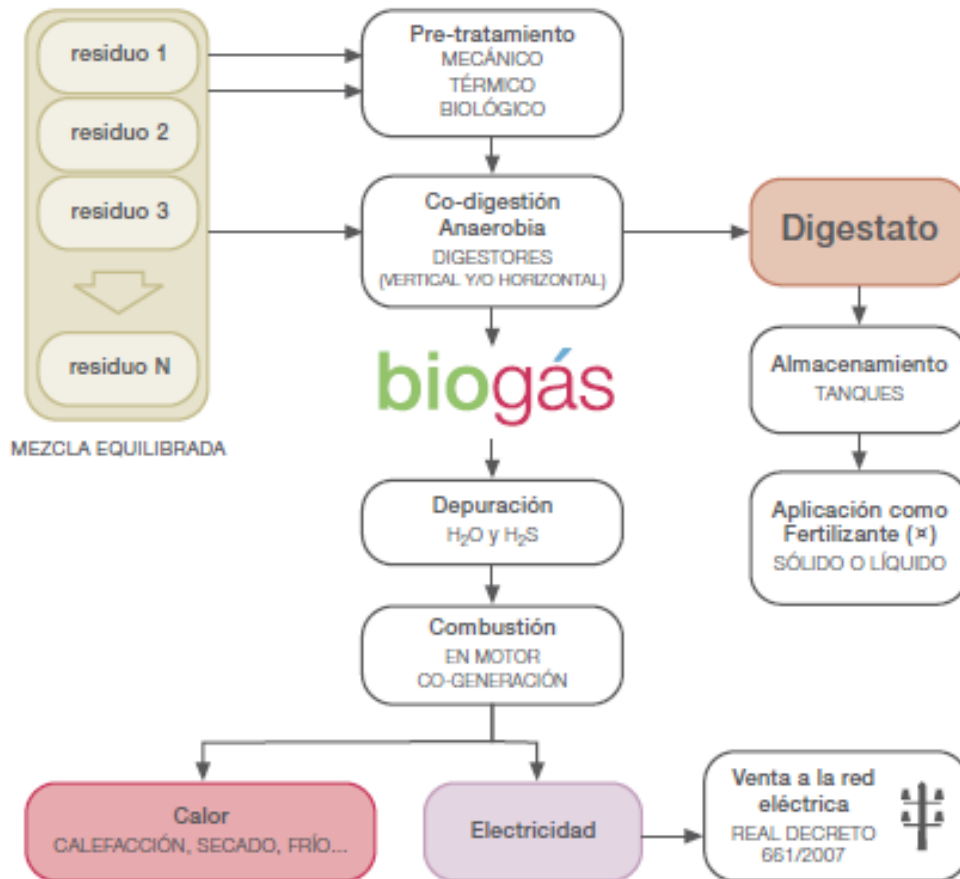 residuo 1
residuo 2
residuo 3
residuo N
MEZCLA EQUILIBRADA
Pre-tratamiento
MECÁNICO
TÉRMICO
BIOLÓGICO
Co-digestión
Anaerobia
DIGESTORES
(VERTICAL Y/O HORIZONTAL)
Digestato
Almacenamiento
TANQUES
Aplicación como
Fertilizante (¤)
SÓLIDO O LÍQUIDO
biogás
Depuración
H₂O y H₂S
Combustión
EN MOTOR
CO-GENERACIÓN
Calor
CALEFACCIÓN, SECADO, FRÍO...
Electricidad
Venta a la red
eléctrica
REAL DECRETO
661/2007